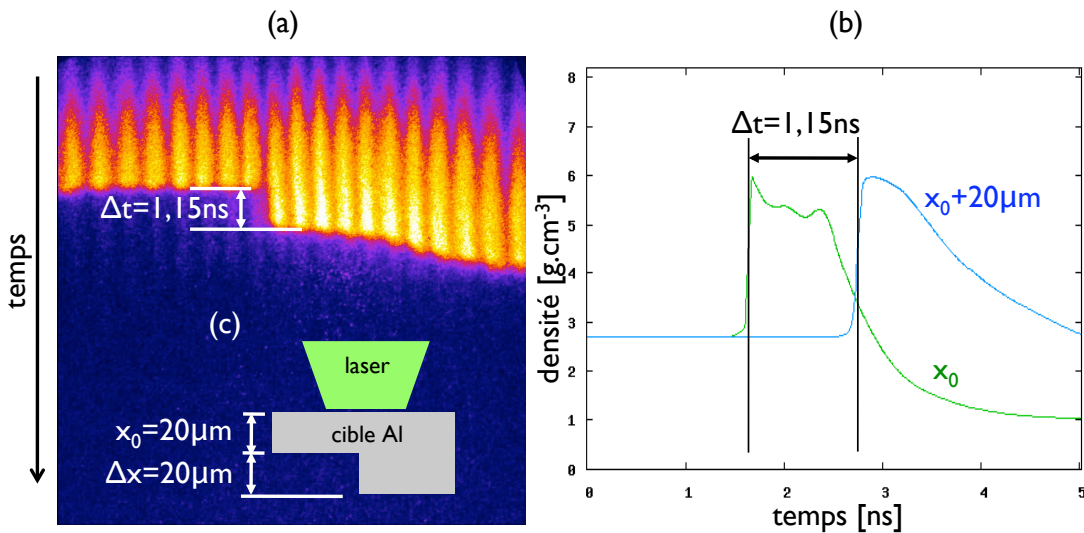 (a)
temps
Δt=1,15ns
(c)
laser
x₀=20μm
cible Al
Δx=20μm
(b)
densité [g.cm⁻³]
8
7
6
5
4
3
2
1
0
Δt=1,15ns
x₀+20μm
x₀
0
1
2
3
4
5
temps [ns]